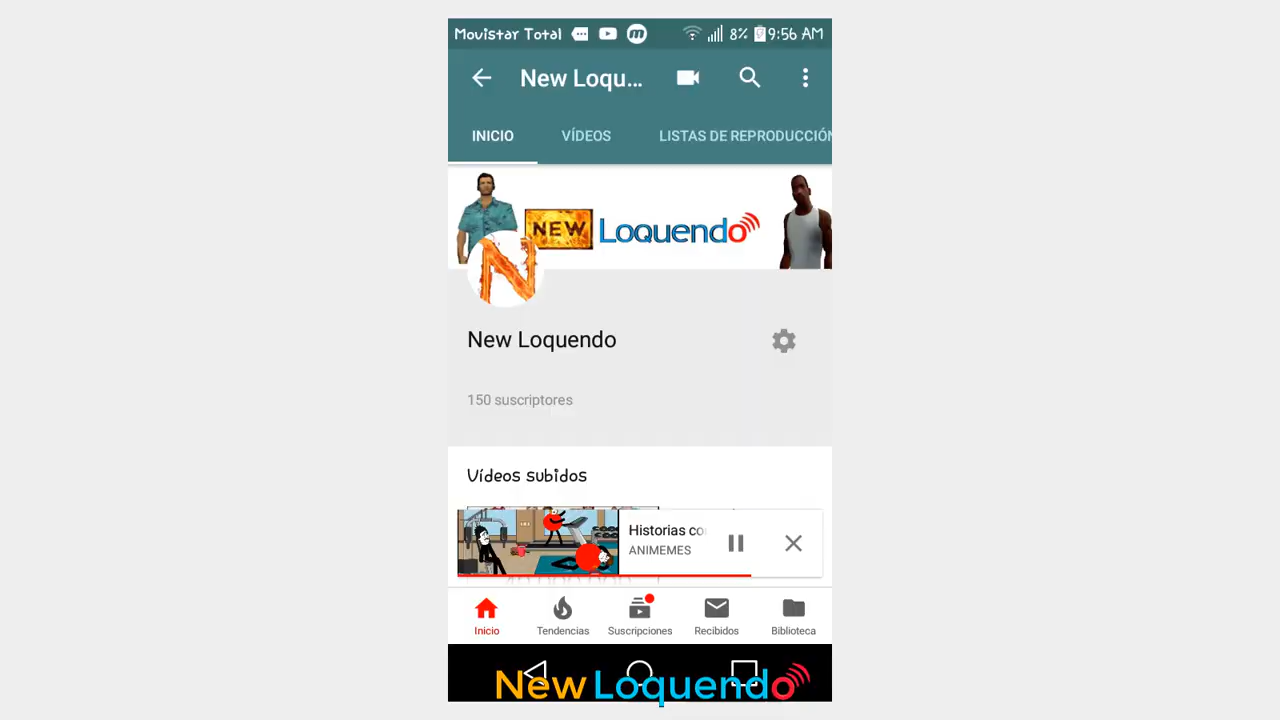 Movistar Total 8% 9:56 AM
New Loqu...
INICIO VÍDEOS LISTAS DE REPRODUCCIÓN
NEW Loquendo
N
New Loquendo
150 suscriptores
Vídeos subidos
Historias co
ANIMEMES
Inicio Tendencias Suscripciones Recibidos Biblioteca
New Loquendo